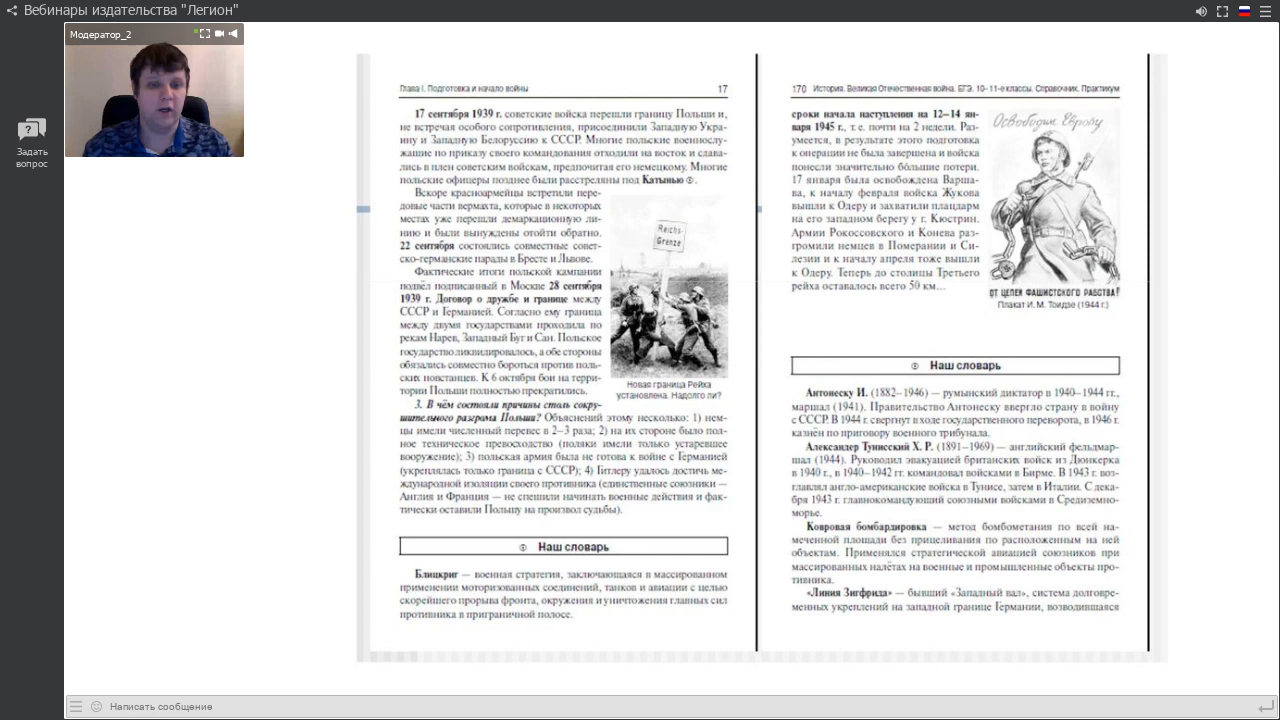 Вебинары издательства "Легион"
Модератор_2
Задать
вопрос
Глава I. Подготовка и начало войны 17
17 сентября 1939 г. советские войска перешли границу Польши и,
не встречая особого сопротивления, присоединили Западную Укра-
ину и Западную Белоруссию к СССР. Многие польские военнослу-
жащие по приказу своего командования отходили на восток и сдава-
лись в плен советским войскам, предпочитая его немецкому. Многие
польские офицеры позднее были расстреляны под Катынью.
Вскоре красноармейцы встретили пере-
довые части вермахта, которые в некоторых
местах уже перешли демаркационную ли-
нию и были вынуждены отойти обратно.
22 сентября состоялись совместные совет-
ско-германские парады в Бресте и Львове.
Фактические итоги польской кампании
подвёл подписанный в Москве 28 сентября
1939 г. Договор о дружбе и границе между
СССР и Германией. Согласно ему граница
между двумя государствами проходила по
рекам Нарев, Западный Буг и Сан. Польское
государство ликвидировалось, а обе стороны
обязались совместно бороться против поль-
ских повстанцев. К 6 октября бои на терри-
тории Польши полностью прекратились.
Reichs-
Grenze
Новая граница Рейха
установлена. Надолго ли?
3. В чём состояли причины столь сокру-
шительного разгрома Польши? Объяснений этому несколько: 1) нем-
цы имели численный перевес в 2–3 раза; 2) на их стороне было пол-
ное техническое превосходство (поляки имели только устаревшее
вооружение); 3) польская армия была не готова к войне с Германией
(укреплялась только граница с СССР); 4) Гитлеру удалось достичь ме-
ждународной изоляции своего противника (единственные союзники —
Англия и Франция — не спешили начинать военные действия и фак-
тически оставили Польшу на произвол судьбы).
Наш словарь
Блицкриг — военная стратегия, заключающаяся в массированном
применении моторизованных соединений, танков и авиации с целью
скорейшего прорыва фронта, окружения и уничтожения главных сил
противника в приграничной полосе.
170 История. Великая Отечественная война. ЕГЭ. 10-11-е классы. Справочник. Практикум
сроки начала наступления на 12–14 ян-
варя 1945 г., т. е. почти на 2 недели. Раз-
умеется, в результате этого подготовка
к операции не была завершена и войска
понесли значительно бóльшие потери.
17 января была освобождена Варша-
ва, к началу февраля войска Жукова
вышли к Одеру и захватили плацдарм
на его западном берегу у г. Кюстрин.
Армии Рокоссовского и Конева раз-
громили немцев в Померании и Си-
лезии и к началу апреля тоже вышли
к Одеру. Теперь до столицы Третьего
рейха оставалось всего 50 км...
Освободим Европу
ОТ ЦЕПЕЙ ФАШИСТСКОГО РАБСТВА!
Плакат И. М. Тоидзе (1944 г.)
Наш словарь
Антонеску И. (1882–1946) — румынский диктатор в 1940–1944 гг.,
маршал (1941). Правительство Антонеску ввергло страну в войну
с СССР. В 1944 г. свергнут в ходе государственного переворота, в 1946 г.
казнён по приговору военного трибунала.
Александер Тунисский Х. Р. (1891–1969) — английский фельдмар-
шал (1944). Руководил эвакуацией британских войск из Дюнкерка
в 1940 г., в 1940–1942 гг. командовал войсками в Бирме. В 1943 г. воз-
главлял англо-американские войска в Тунисе, затем в Италии. С дека-
бря 1943 г. главнокомандующий союзными войсками в Средиземно-
морье.
Ковровая бомбардировка — метод бомбометания по всей на-
меченной площади без прицеливания по расположенным на ней
объектам. Применялся стратегической авиацией союзников при
массированных налётах на военные и промышленные объекты про-
тивника.
«Линия Зигфрида» — бывший «Западный вал», система долговре-
менных укреплений на западной границе Германии, возводившаяся
Написать сообщение